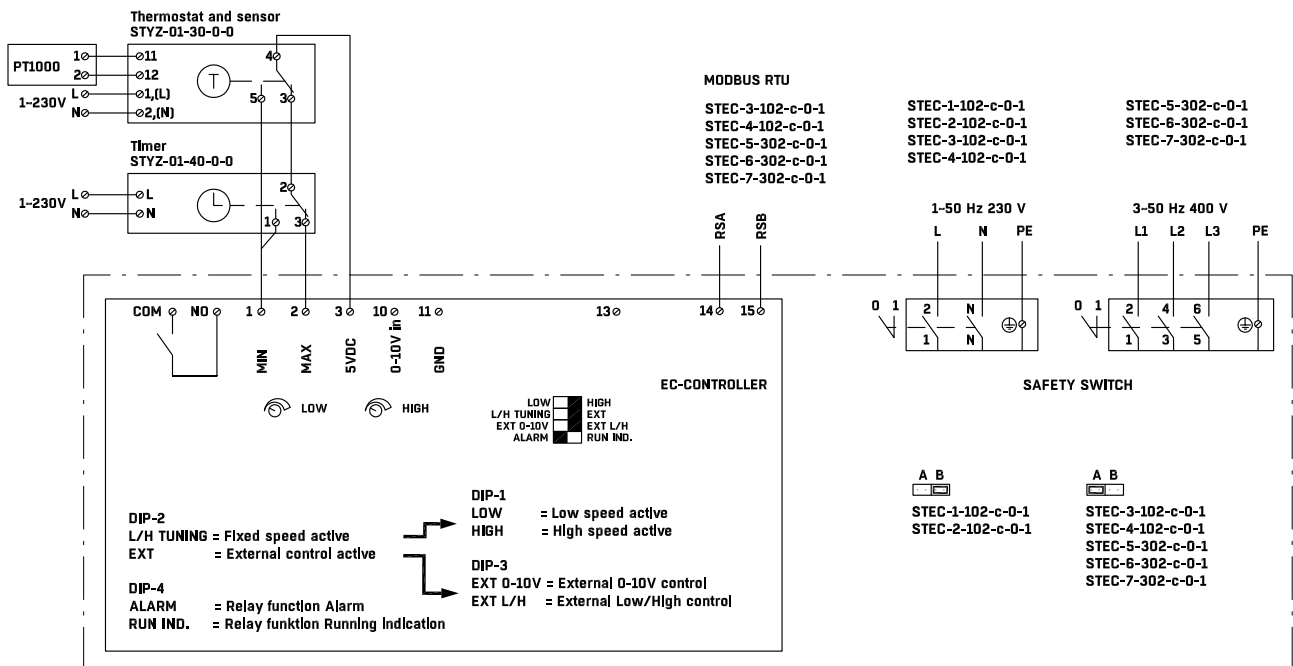 Thermostat and sensor
STYZ-01-30-0-0
PT1000
1
2
11
12
1~230V
L
N
1,(L)
2,(N)
T
4
5
3
Timer
STYZ-01-40-0-0
1~230V
L
N
L
N
2
1
3
MODBUS RTU
STEC-3-102-c-0-1
STEC-4-102-c-0-1
STEC-5-302-c-0-1
STEC-6-302-c-0-1
STEC-7-302-c-0-1
RSA
RSB
STEC-1-102-c-0-1
STEC-2-102-c-0-1
STEC-3-102-c-0-1
STEC-4-102-c-0-1
1~50 Hz 230 V
L N PE
STEC-5-302-c-0-1
STEC-6-302-c-0-1
STEC-7-302-c-0-1
3~50 Hz 400 V
L1 L2 L3 PE
COM NO 1 2 3 10 11 13 14 15
MIN
MAX
5VDC
0-10V in
GND
0 1
2 N
1 N
0 1
2 4 6
1 3 5
SAFETY SWITCH
EC-CONTROLLER
LOW
HIGH
LOW HIGH
L/H TUNING EXT
EXT 0-10V EXT L/H
ALARM RUN IND.
DIP-2
L/H TUNING = Fixed speed active
EXT = External control active
DIP-4
ALARM = Relay function Alarm
RUN IND. = Relay funktion Running indication
DIP-1
LOW = Low speed active
HIGH = High speed active
DIP-3
EXT 0-10V = External 0-10V control
EXT L/H = External Low/High control
A B
STEC-1-102-c-0-1
STEC-2-102-c-0-1
A B
STEC-3-102-c-0-1
STEC-4-102-c-0-1
STEC-5-302-c-0-1
STEC-6-302-c-0-1
STEC-7-302-c-0-1